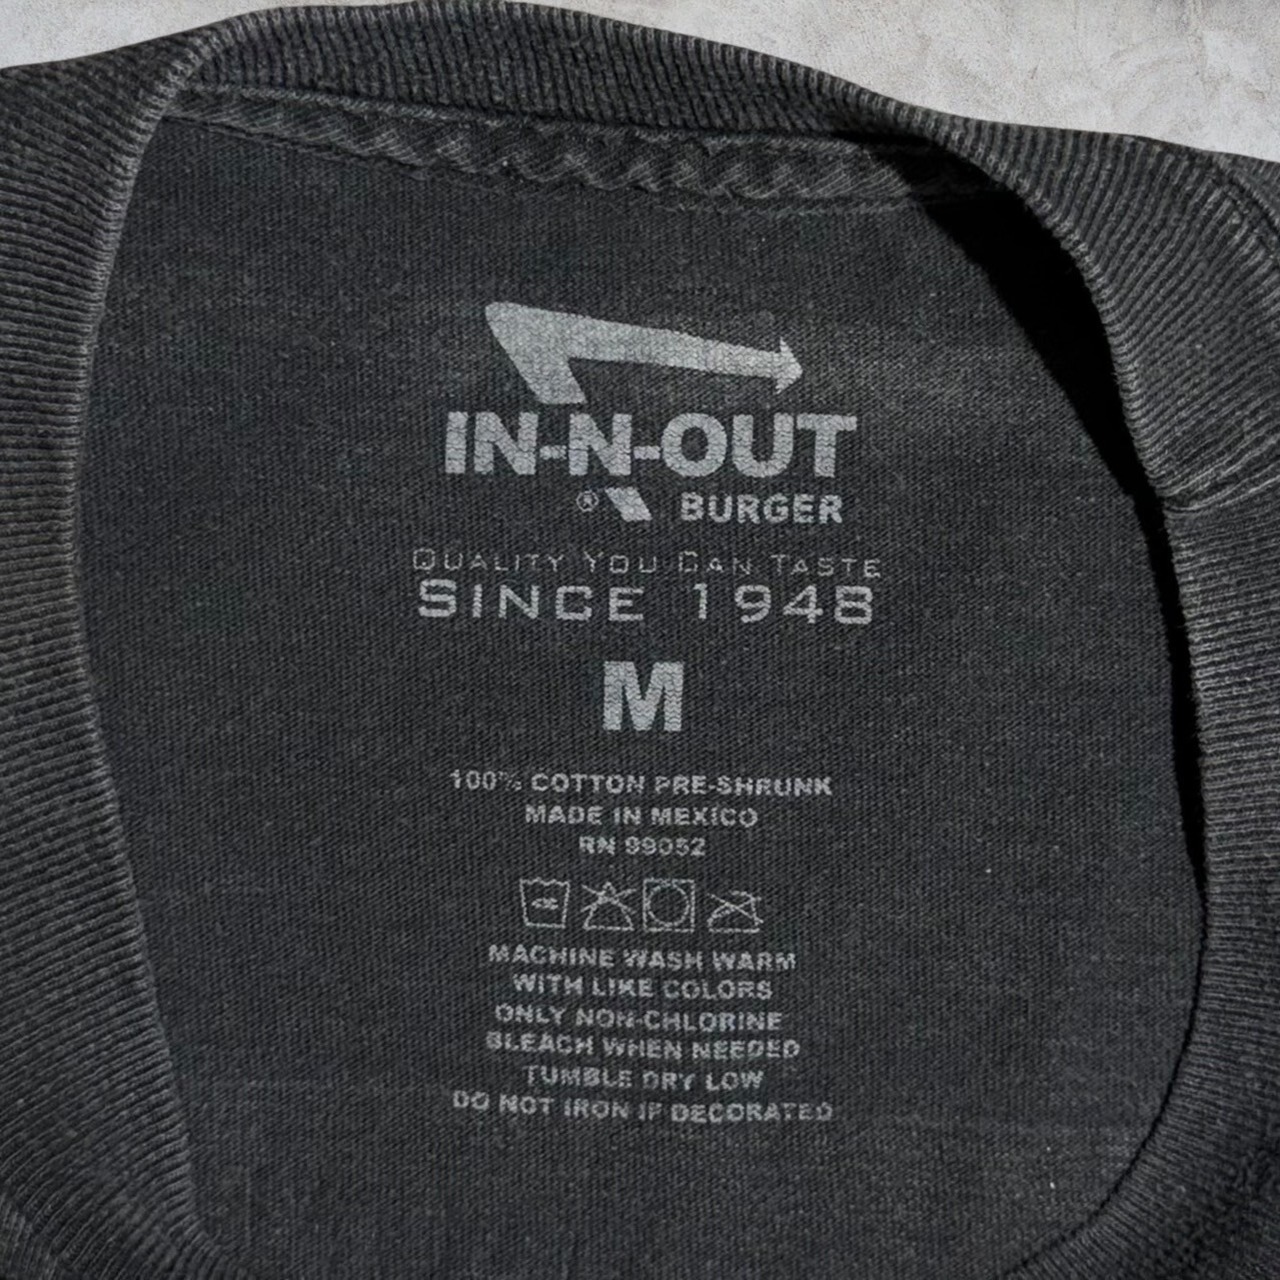 IN-N-OUT
® BURGER
QUALITY YOU CAN TASTE
SINCE 1948
M
100% COTTON PRE-SHRUNK
MADE IN MEXICO
RN 99052
MACHINE WASH WARM
WITH LIKE COLORS
ONLY NON-CHLORINE
BLEACH WHEN NEEDED
TUMBLE DRY LOW
DO NOT IRON IF DECORATED